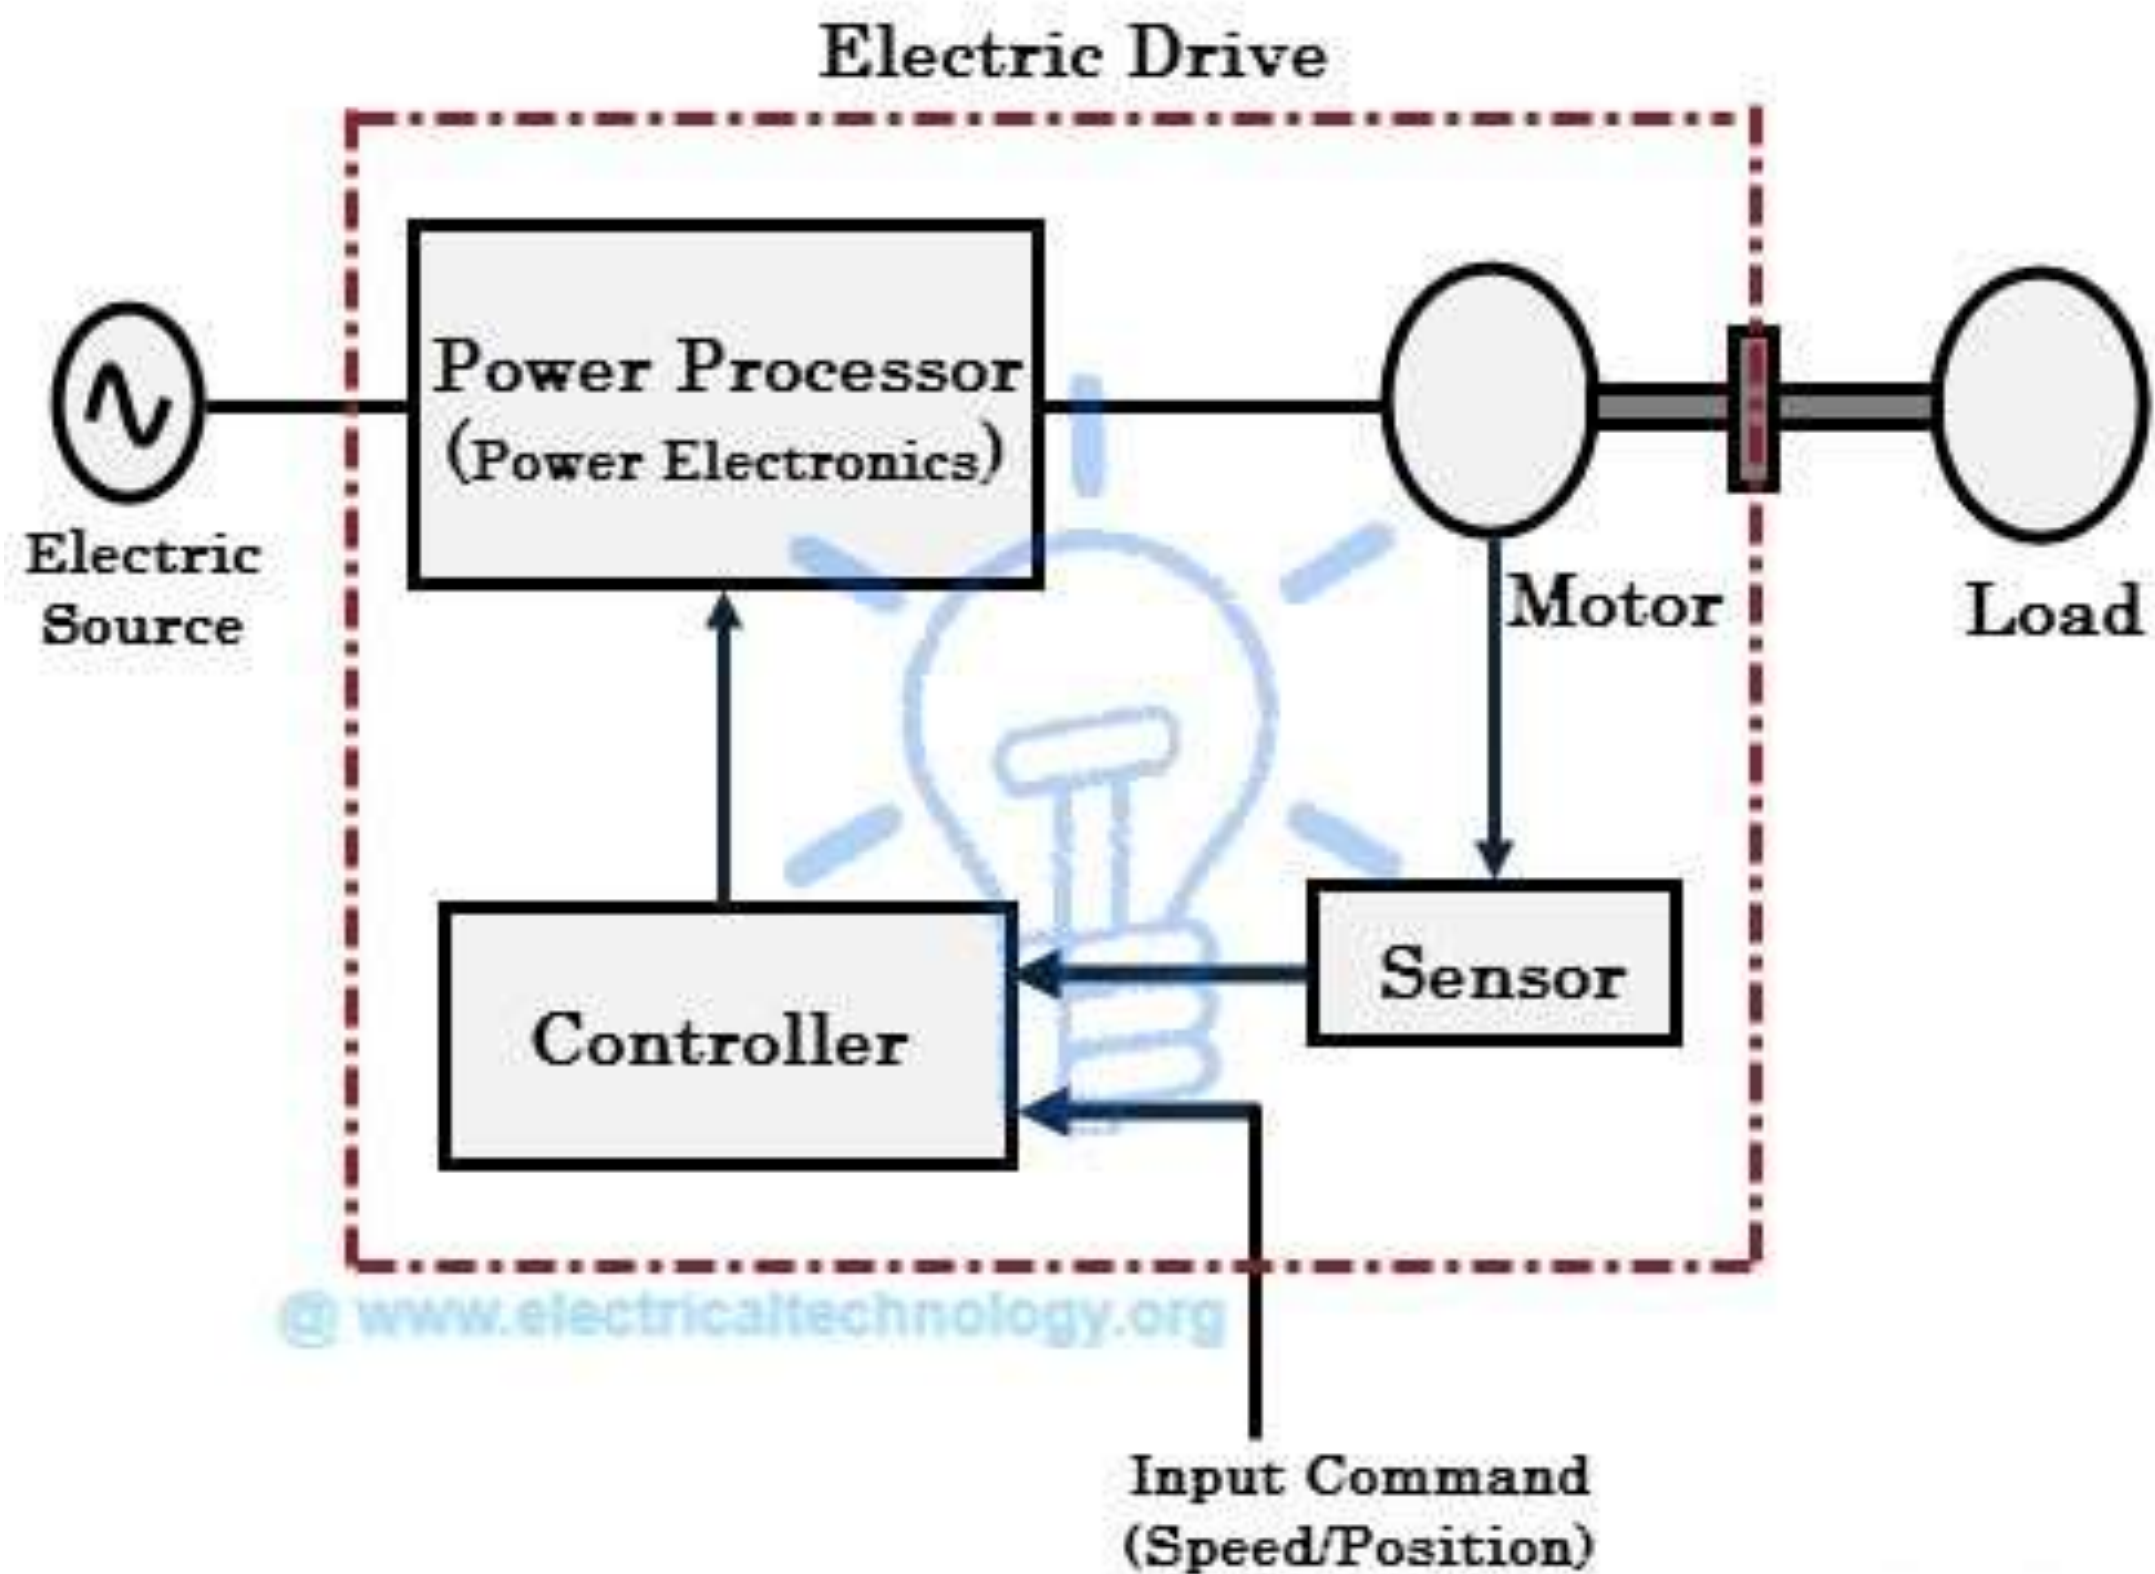 Electric Drive
Power Processor
(Power Electronics)
Electric
Source
Motor
Load
Sensor
Controller
@ www.electricaltechnology.org
Input Command
(Speed/Position)